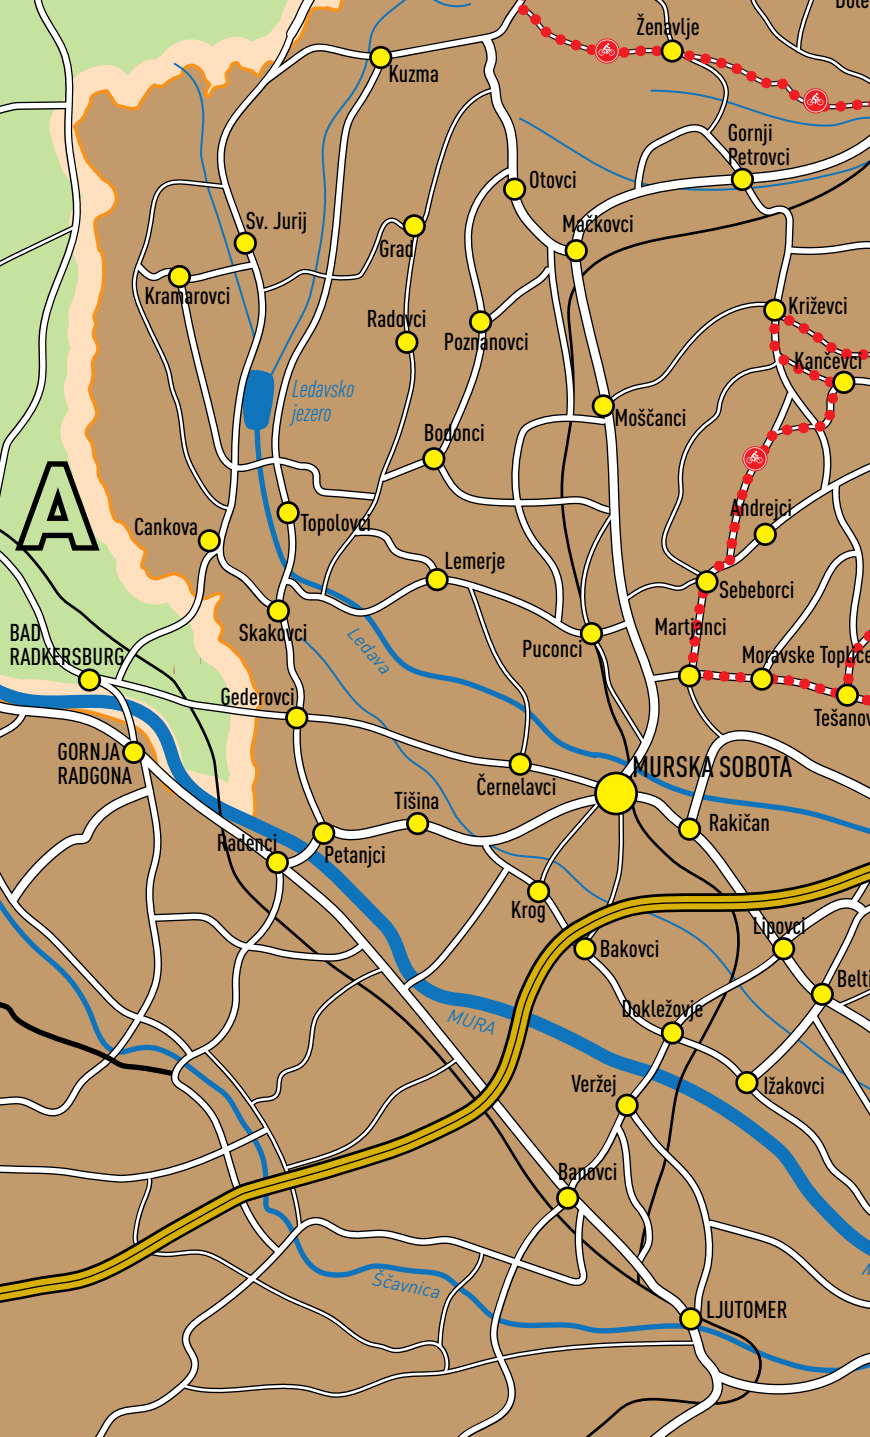 Ženavlje
Kuzma
Gornji
Petrovci
Otovci
Sv. Jurij
Grad
Mačkovci
Kramarovci
Radovci
Poznanovci
Križevci
Kančevci
Ledavsko
jezero
Moščanci
Bodonci
A
Cankova
Topolovci
Andrejci
Lemerje
Sebeborci
BAD
RADKERSBURG
Skakovci
Ledava
Puconci
Martjanci
Moravske Toplice
Gederovci
Tešanov
GORNJA
RADGONA
Černelavci
MURSKA SOBOTA
Tišina
Rakičan
Radenci
Petanjci
Krog
Bakovci
Lipovci
Belti
MURA
Dokležovje
Veržej
Ižakovci
Banovci
Ščavnica
LJUTOMER